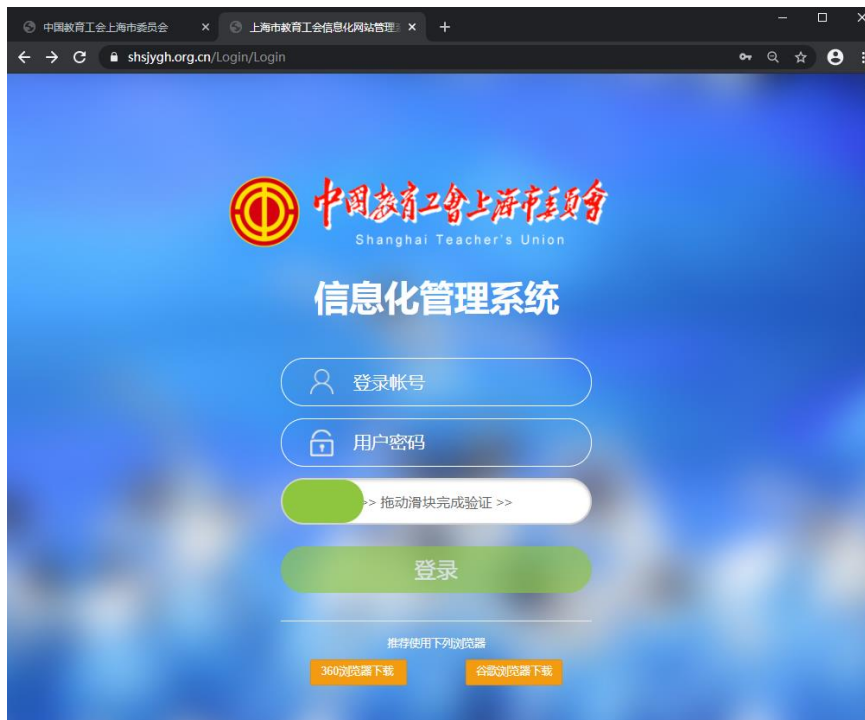 中国教育工会上海市委员会
上海市教育工会信息化网站管理
shsjygh.org.cn/Login/Login
中国教育工會上海市委員會
Shanghai Teacher's Union
信息化管理系统
登录帐号
用户密码
>> 拖动滑块完成验证 >>
登录
推荐使用下列浏览器
360浏览器下载
谷歌浏览器下载